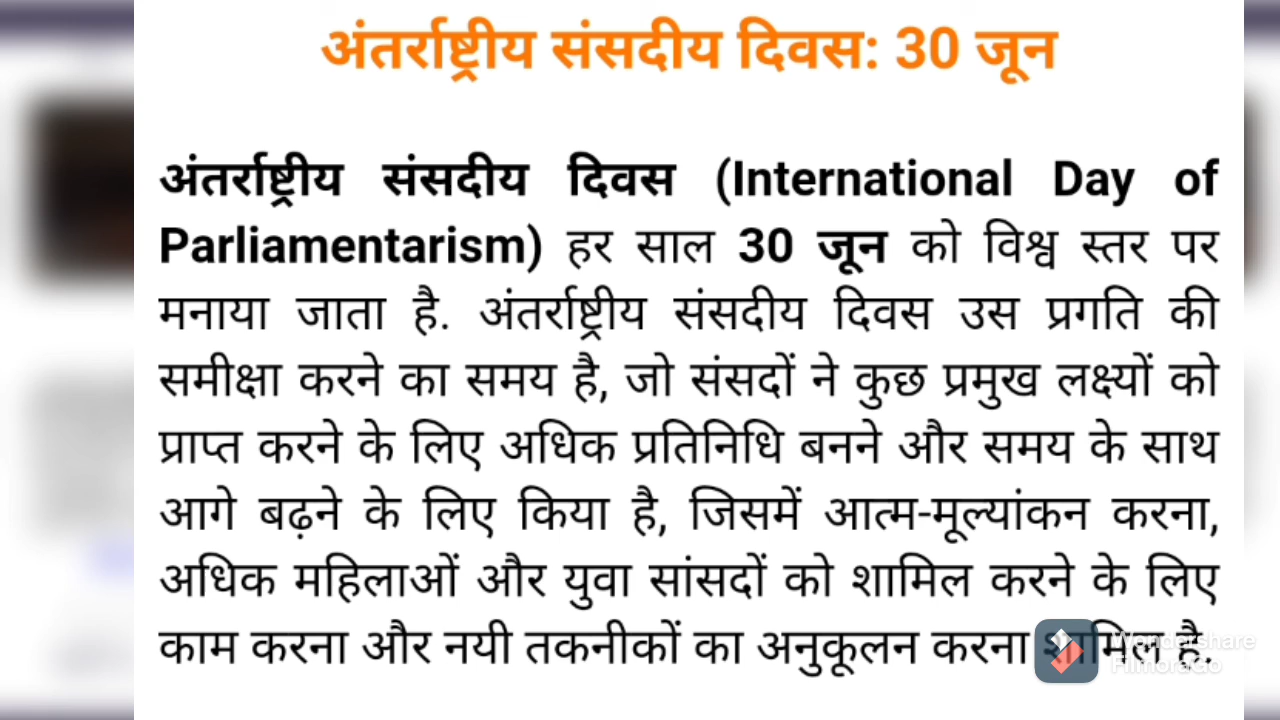 अंतर्राष्ट्रीय संसदीय दिवस: 30 जून
अंतर्राष्ट्रीय संसदीय दिवस (International Day of
Parliamentarism) हर साल 30 जून को विश्व स्तर पर
मनाया जाता है. अंतर्राष्ट्रीय संसदीय दिवस उस प्रगति की
समीक्षा करने का समय है, जो संसदों ने कुछ प्रमुख लक्ष्यों को
प्राप्त करने के लिए अधिक प्रतिनिधि बनने और समय के साथ
आगे बढ़ने के लिए किया है, जिसमें आत्म-मूल्यांकन करना,
अधिक महिलाओं और युवा सांसदों को शामिल करने के लिए
काम करना और नयी तकनीकों का अनुकूलन करना शामिल है.
Wondershare
FilmoraGo